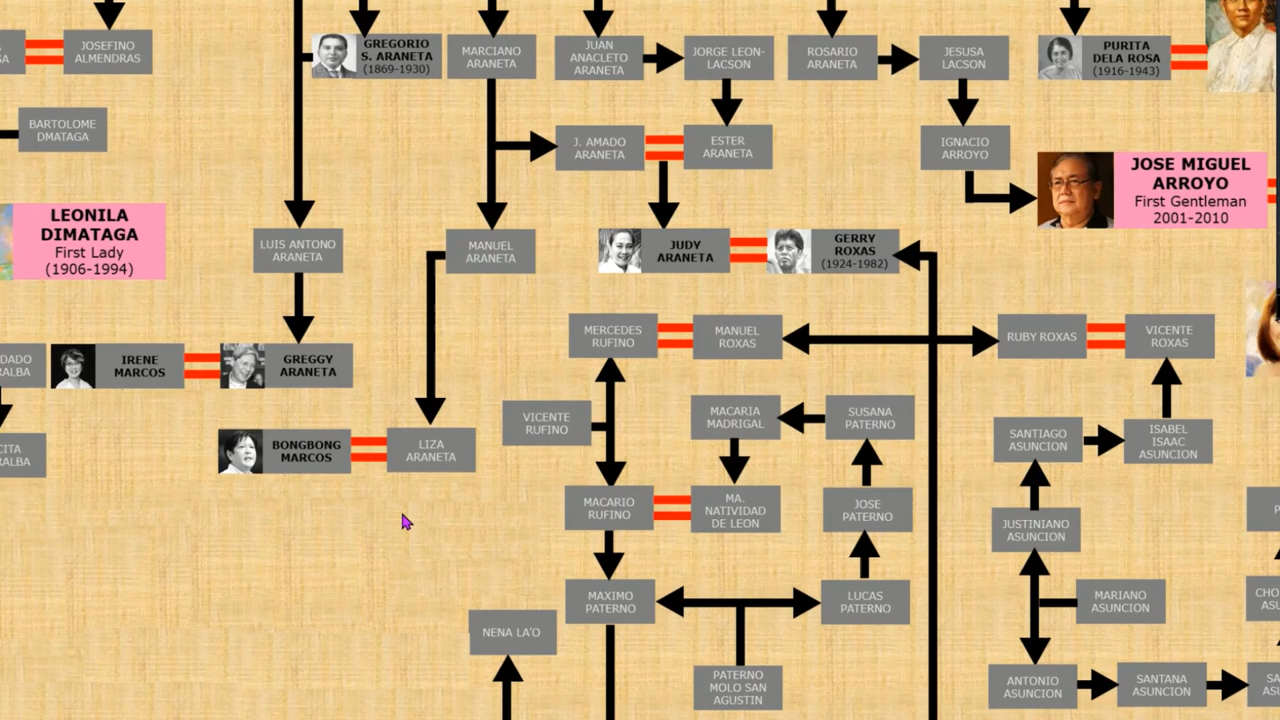 JOSEFINO
ALMENDRAS
GREGORIO
S. ARANETA
(1869-1930)
MARCIANO
ARANETA
JUAN
ANACLETO
ARANETA
JORGE LEON-
LACSON
ROSARIO
ARANETA
JESUSA
LACSON
PURITA
DELA ROSA
(1916-1943)
BARTOLOME
DMATAGA
J. AMADO
ARANETA
ESTER
ARANETA
IGNACIO
ARROYO
JOSE MIGUEL
ARROYO
First Gentleman
2001-2010
LEONILA
DIMATAGA
First Lady
(1906-1994)
LUIS ANTONO
ARANETA
MANUEL
ARANETA
JUDY
ARANETA
GERRY
ROXAS
(1924-1982)
MERCEDES
RUFINO
MANUEL
ROXAS
RUBY ROXAS
VICENTE
ROXAS
IRENE
MARCOS
GREGGY
ARANETA
VICENTE
RUFINO
MACARIA
MADRIGAL
SUSANA
PATERNO
SANTIAGO
ASUNCION
ISABEL
ISAAC
ASUNCION
BONGBONG
MARCOS
LIZA
ARANETA
MACARIO
RUFINO
MA.
NATIVIDAD
DE LEON
JOSE
PATERNO
JUSTINIANO
ASUNCION
MAXIMO
PATERNO
LUCAS
PATERNO
MARIANO
ASUNCION
NENA LA'O
PATERNO
MOLO SAN
AGUSTIN
ANTONIO
ASUNCION
SANTANA
ASUNCION